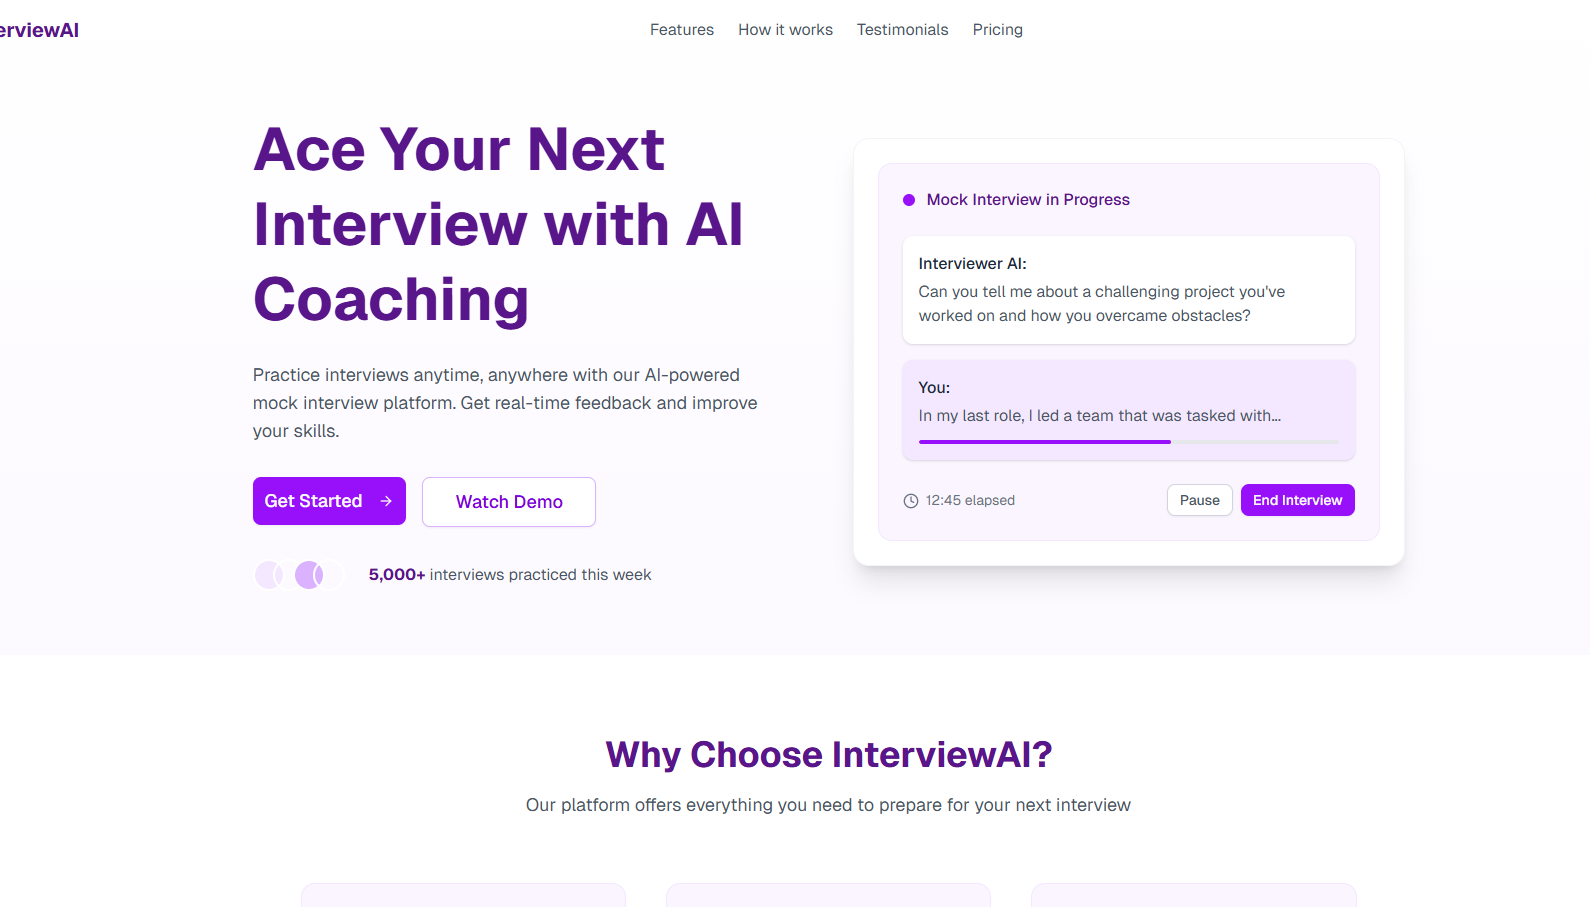 erviewAI
Features How it works Testimonials Pricing
Ace Your Next
Interview with AI
Coaching
Practice interviews anytime, anywhere with our AI-powered
mock interview platform. Get real-time feedback and improve
your skills.
Get Started →
Watch Demo
5,000+ interviews practiced this week
Mock Interview in Progress
Interviewer AI:
Can you tell me about a challenging project you've
worked on and how you overcame obstacles?
You:
In my last role, I led a team that was tasked with...
12:45 elapsed
Pause
End Interview
Why Choose InterviewAI?
Our platform offers everything you need to prepare for your next interview